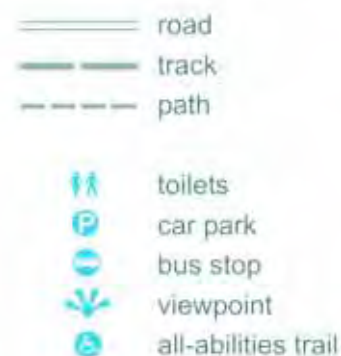 road
track
path
toilets
P
car park
bus stop
viewpoint
all-abilities trail